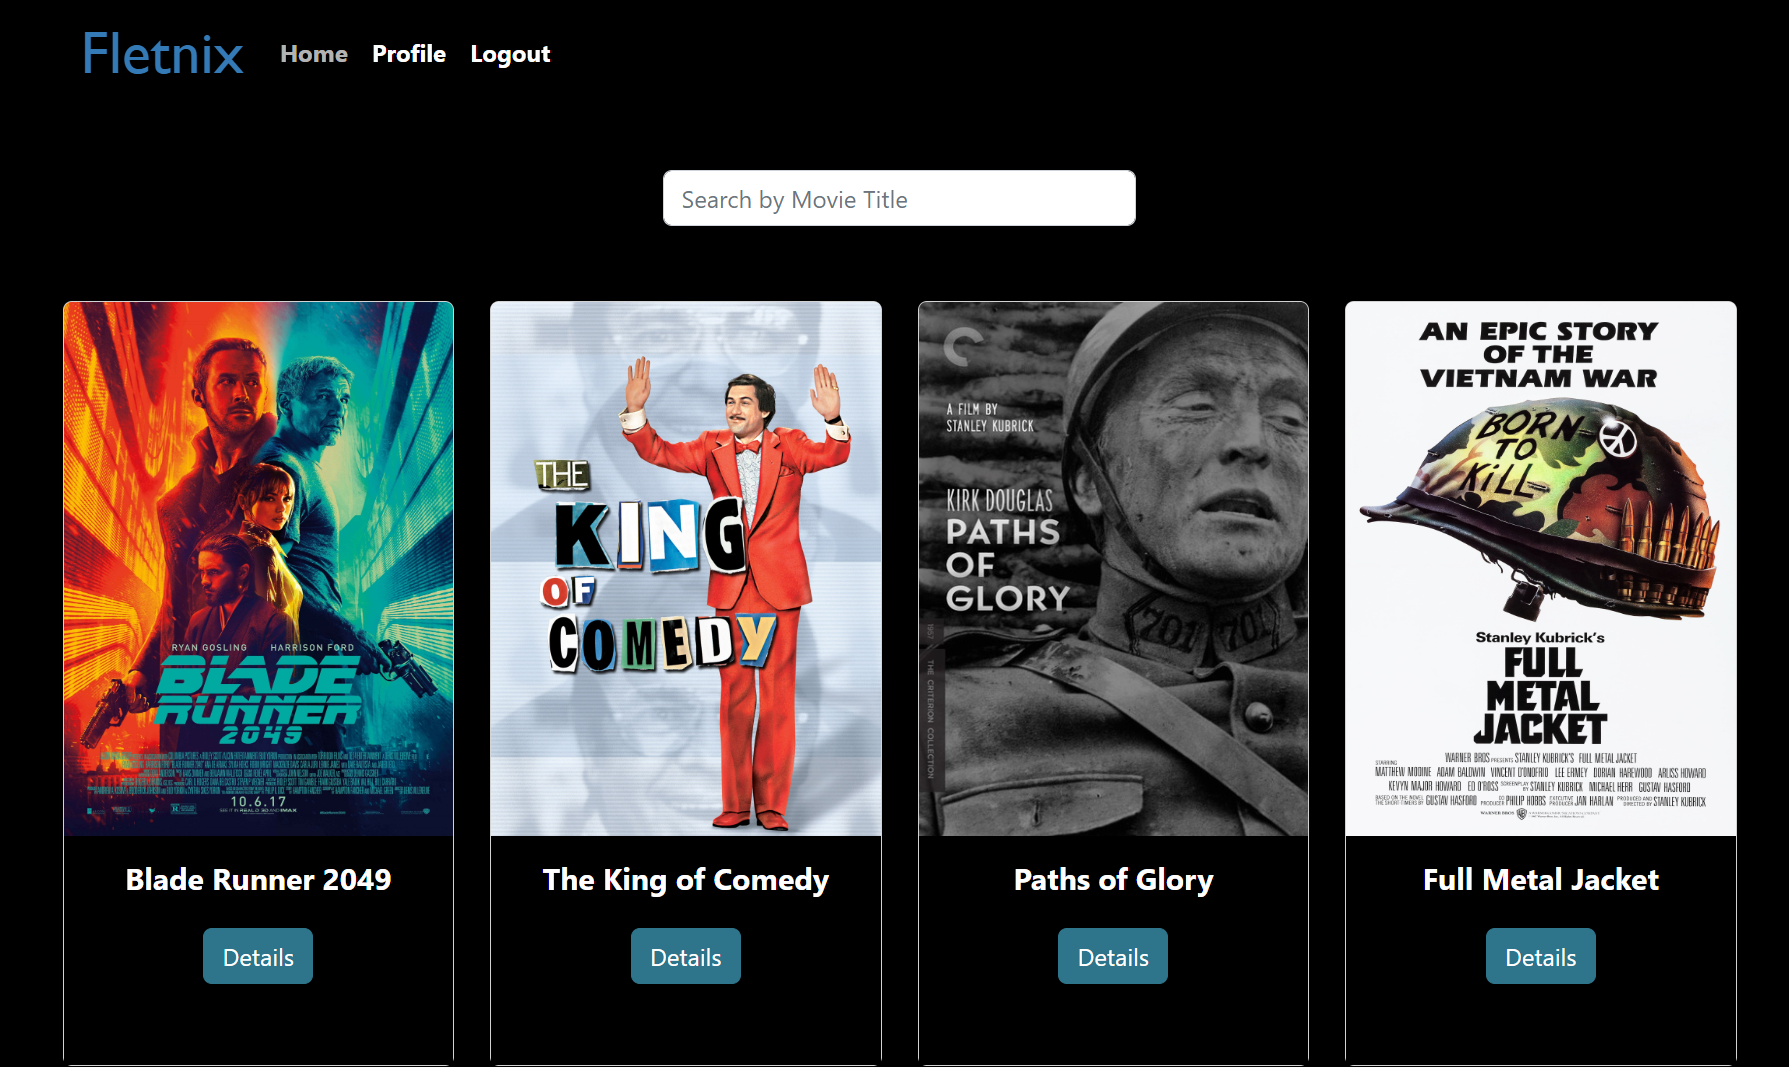 Fletnix
Home Profile Logout
Search by Movie Title
RYAN GOSLING HARRISON FORD
BLADE
RUNNER
2049
10.6.17
THE
KING
OF
COMEDY
A FILM BY
STANLEY KUBRICK
KIRK DOUGLAS
PATHS
OF
GLORY
701 701
1957
THE CRITERION COLLECTION
AN EPIC STORY
OF THE
VIETNAM WAR
BORN
TO
KiLL
Stanley Kubrick's
FULL
METAL
JACKET
WARNER BROS PRESENTS STANLEY KUBRICK'S FULL METAL JACKET
STARRING
MATTHEW MODINE ADAM BALDWIN VINCENT D'ONOFRIO LEE ERMEY DORIAN HAREWOOD ARLISS HOWARD
KEVYN MAJOR HOWARD ED O'ROSS SCREENPLAY BY STANLEY KUBRICK MICHAEL HERR GUSTAV HASFORD
BASED ON THE NOVEL THE SHORT-TIMERS BY GUSTAV HASFORD CO PRODUCER PHILIP HOBBS EXECUTIVE PRODUCER JAN HARLAN PRODUCED AND DIRECTED BY STANLEY KUBRICK
Blade Runner 2049
The King of Comedy
Paths of Glory
Full Metal Jacket
Details
Details
Details
Details